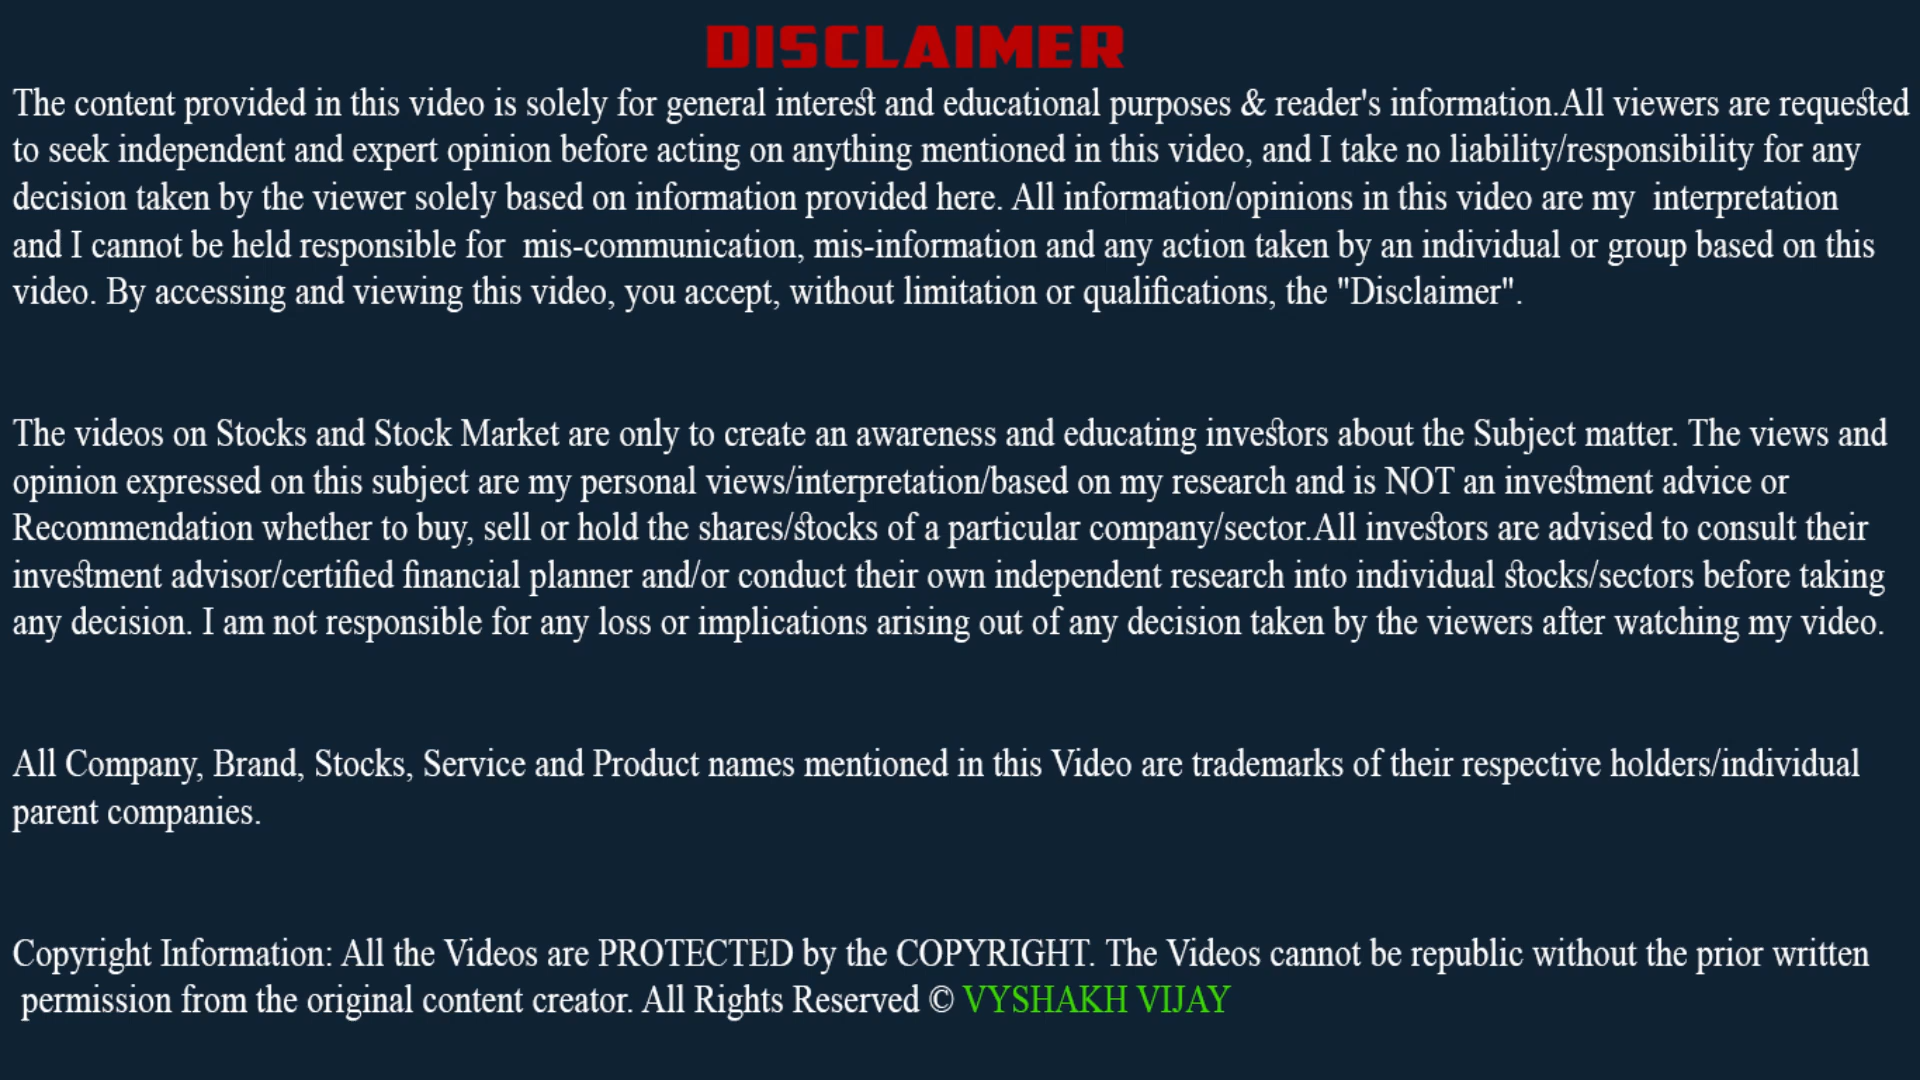 DISCLAIMER
The content provided in this video is solely for general interest and educational purposes & reader's information.All viewers are requested
to seek independent and expert opinion before acting on anything mentioned in this video, and I take no liability/responsibility for any
decision taken by the viewer solely based on information provided here. All information/opinions in this video are my  interpretation
and I cannot be held responsible for  mis-communication, mis-information and any action taken by an individual or group based on this
video. By accessing and viewing this video, you accept, without limitation or qualifications, the "Disclaimer".
The videos on Stocks and Stock Market are only to create an awareness and educating investors about the Subject matter. The views and
opinion expressed on this subject are my personal views/interpretation/based on my research and is NOT an investment advice or
Recommendation whether to buy, sell or hold the shares/stocks of a particular company/sector.All investors are advised to consult their
investment advisor/certified financial planner and/or conduct their own independent research into individual stocks/sectors before taking
any decision. I am not responsible for any loss or implications arising out of any decision taken by the viewers after watching my video.
All Company, Brand, Stocks, Service and Product names mentioned in this Video are trademarks of their respective holders/individual
parent companies.
Copyright Information: All the Videos are PROTECTED by the COPYRIGHT. The Videos cannot be republic without the prior written
permission from the original content creator. All Rights Reserved © VYSHAKH VIJAY